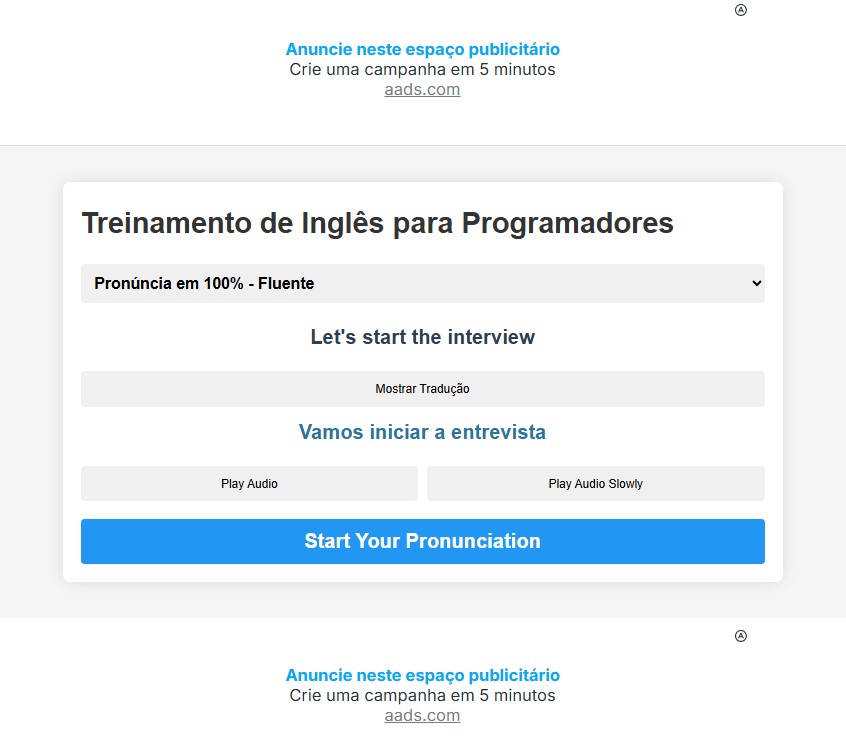 Anuncie neste espaço publicitário
Crie uma campanha em 5 minutos
aads.com
Treinamento de Inglês para Programadores
Pronúncia em 100% - Fluente
Let's start the interview
Mostrar Tradução
Vamos iniciar a entrevista
Play Audio
Play Audio Slowly
Start Your Pronunciation
Anuncie neste espaço publicitário
Crie uma campanha em 5 minutos
aads.com